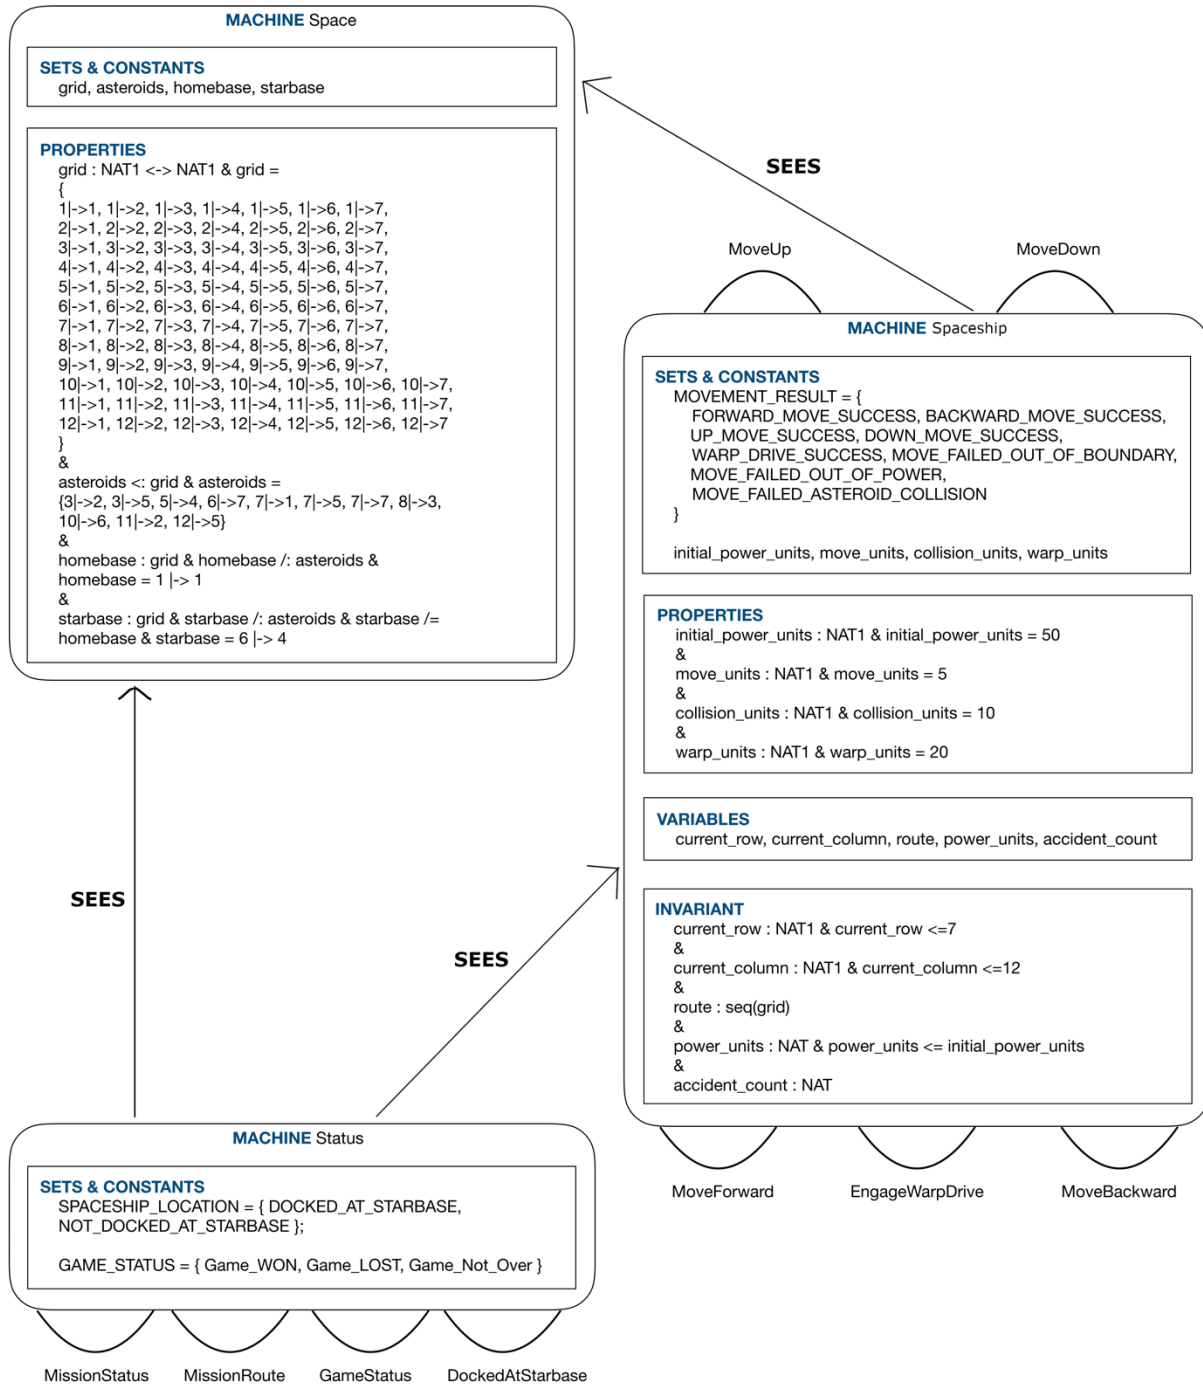 MACHINE Space
SETS & CONSTANTS
grid, asteroids, homebase, starbase
PROPERTIES
grid : NAT1 <-> NAT1 & grid =
{
1|->1, 1|->2, 1|->3, 1|->4, 1|->5, 1|->6, 1|->7,
2|->1, 2|->2, 2|->3, 2|->4, 2|->5, 2|->6, 2|->7,
3|->1, 3|->2, 3|->3, 3|->4, 3|->5, 3|->6, 3|->7,
4|->1, 4|->2, 4|->3, 4|->4, 4|->5, 4|->6, 4|->7,
5|->1, 5|->2, 5|->3, 5|->4, 5|->5, 5|->6, 5|->7,
6|->1, 6|->2, 6|->3, 6|->4, 6|->5, 6|->6, 6|->7,
7|->1, 7|->2, 7|->3, 7|->4, 7|->5, 7|->6, 7|->7,
8|->1, 8|->2, 8|->3, 8|->4, 8|->5, 8|->6, 8|->7,
9|->1, 9|->2, 9|->3, 9|->4, 9|->5, 9|->6, 9|->7,
10|->1, 10|->2, 10|->3, 10|->4, 10|->5, 10|->6, 10|->7,
11|->1, 11|->2, 11|->3, 11|->4, 11|->5, 11|->6, 11|->7,
12|->1, 12|->2, 12|->3, 12|->4, 12|->5, 12|->6, 12|->7
}
&
asteroids <: grid & asteroids =
{3|->2, 3|->5, 5|->4, 6|->7, 7|->1, 7|->5, 7|->7, 8|->3,
10|->6, 11|->2, 12|->5}
&
homebase : grid & homebase /: asteroids &
homebase = 1 |-> 1
&
starbase : grid & starbase /: asteroids & starbase /=
homebase & starbase = 6 |-> 4
SEES
MoveUp
MoveDown
MACHINE Spaceship
SETS & CONSTANTS
MOVEMENT_RESULT = {
FORWARD_MOVE_SUCCESS, BACKWARD_MOVE_SUCCESS,
UP_MOVE_SUCCESS, DOWN_MOVE_SUCCESS,
WARP_DRIVE_SUCCESS, MOVE_FAILED_OUT_OF_BOUNDARY,
MOVE_FAILED_OUT_OF_POWER,
MOVE_FAILED_ASTEROID_COLLISION
}
initial_power_units, move_units, collision_units, warp_units
PROPERTIES
initial_power_units : NAT1 & initial_power_units = 50
&
move_units : NAT1 & move_units = 5
&
collision_units : NAT1 & collision_units = 10
&
warp_units : NAT1 & warp_units = 20
VARIABLES
current_row, current_column, route, power_units, accident_count
INVARIANT
current_row : NAT1 & current_row <=7
&
current_column : NAT1 & current_column <=12
&
route : seq(grid)
&
power_units : NAT & power_units <= initial_power_units
&
accident_count : NAT
MoveForward
EngageWarpDrive
MoveBackward
SEES
SEES
MACHINE Status
SETS & CONSTANTS
SPACESHIP_LOCATION = { DOCKED_AT_STARBASE,
NOT_DOCKED_AT_STARBASE };
GAME_STATUS = { Game_WON, Game_LOST, Game_Not_Over }
MissionStatus
MissionRoute
GameStatus
DockedAtStarbase